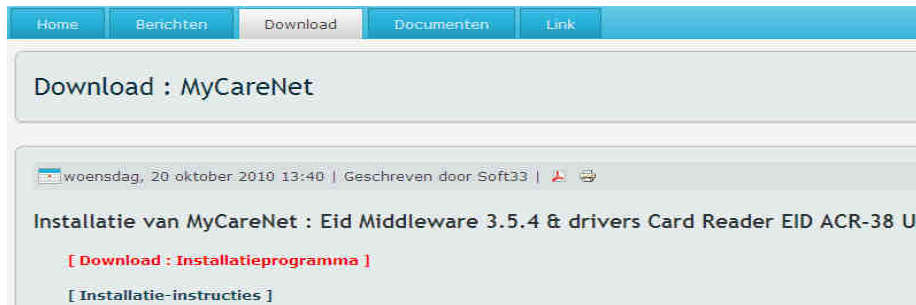 Home Berichten Download Documenten Link
Download : MyCareNet
woensdag, 20 oktober 2010 13:40 | Geschreven door Soft33 |
Installatie van MyCareNet : Eid Middleware 3.5.4 & drivers Card Reader EID ACR-38 U
[ Download : Installatieprogramma ]
[ Installatie-instructies ]